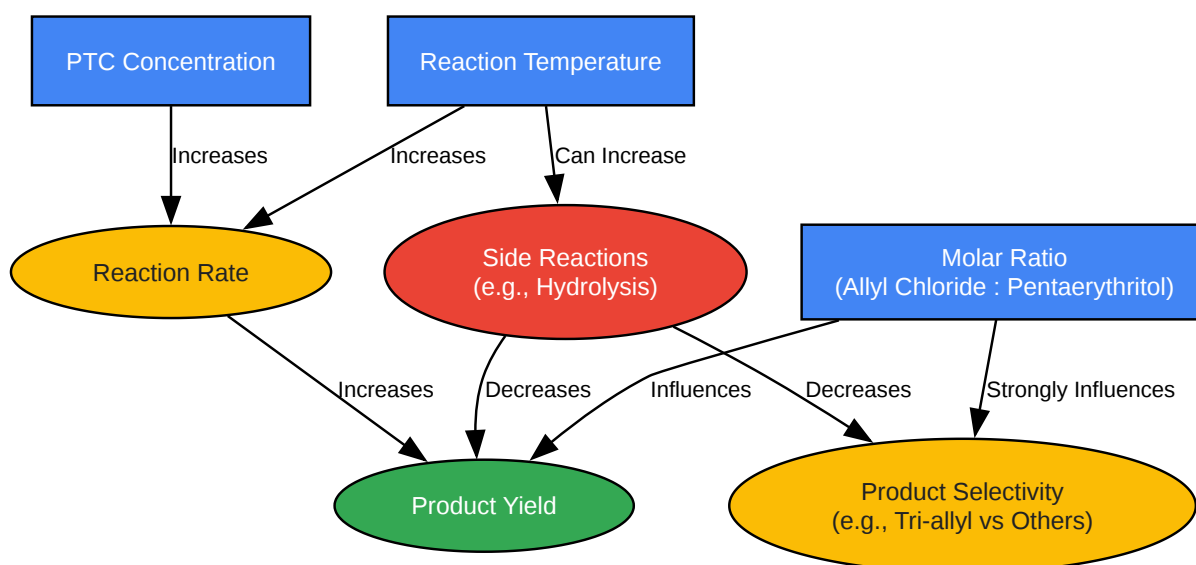 PTC Concentration
Reaction Temperature
Increases
Increases
Can Increase
Reaction Rate
Side Reactions
(e.g., Hydrolysis)
Molar Ratio
(Allyl Chloride : Pentaerythritol)
Increases
Decreases
Influences
Decreases
Strongly Influences
Product Yield
Product Selectivity
(e.g., Tri-allyl vs Others)